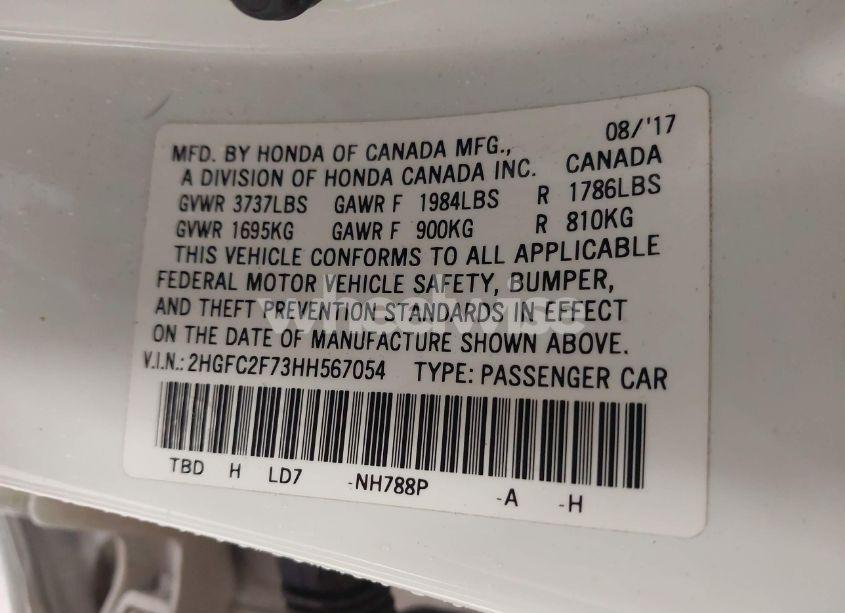 08/'17
MFD. BY HONDA OF CANADA MFG.,
A DIVISION OF HONDA CANADA INC. CANADA
GVWR 3737LBS GAWR F 1984LBS R 1786LBS
GVWR 1695KG GAWR F 900KG R 810KG
THIS VEHICLE CONFORMS TO ALL APPLICABLE
FEDERAL MOTOR VEHICLE SAFETY, BUMPER,
AND THEFT PREVENTION STANDARDS IN EFFECT
wheelwise
ON THE DATE OF MANUFACTURE SHOWN ABOVE.
V.I.N.: 2HGFC2F73HH567054 TYPE: PASSENGER CAR
TBD H LD7 -NH788P -A -H